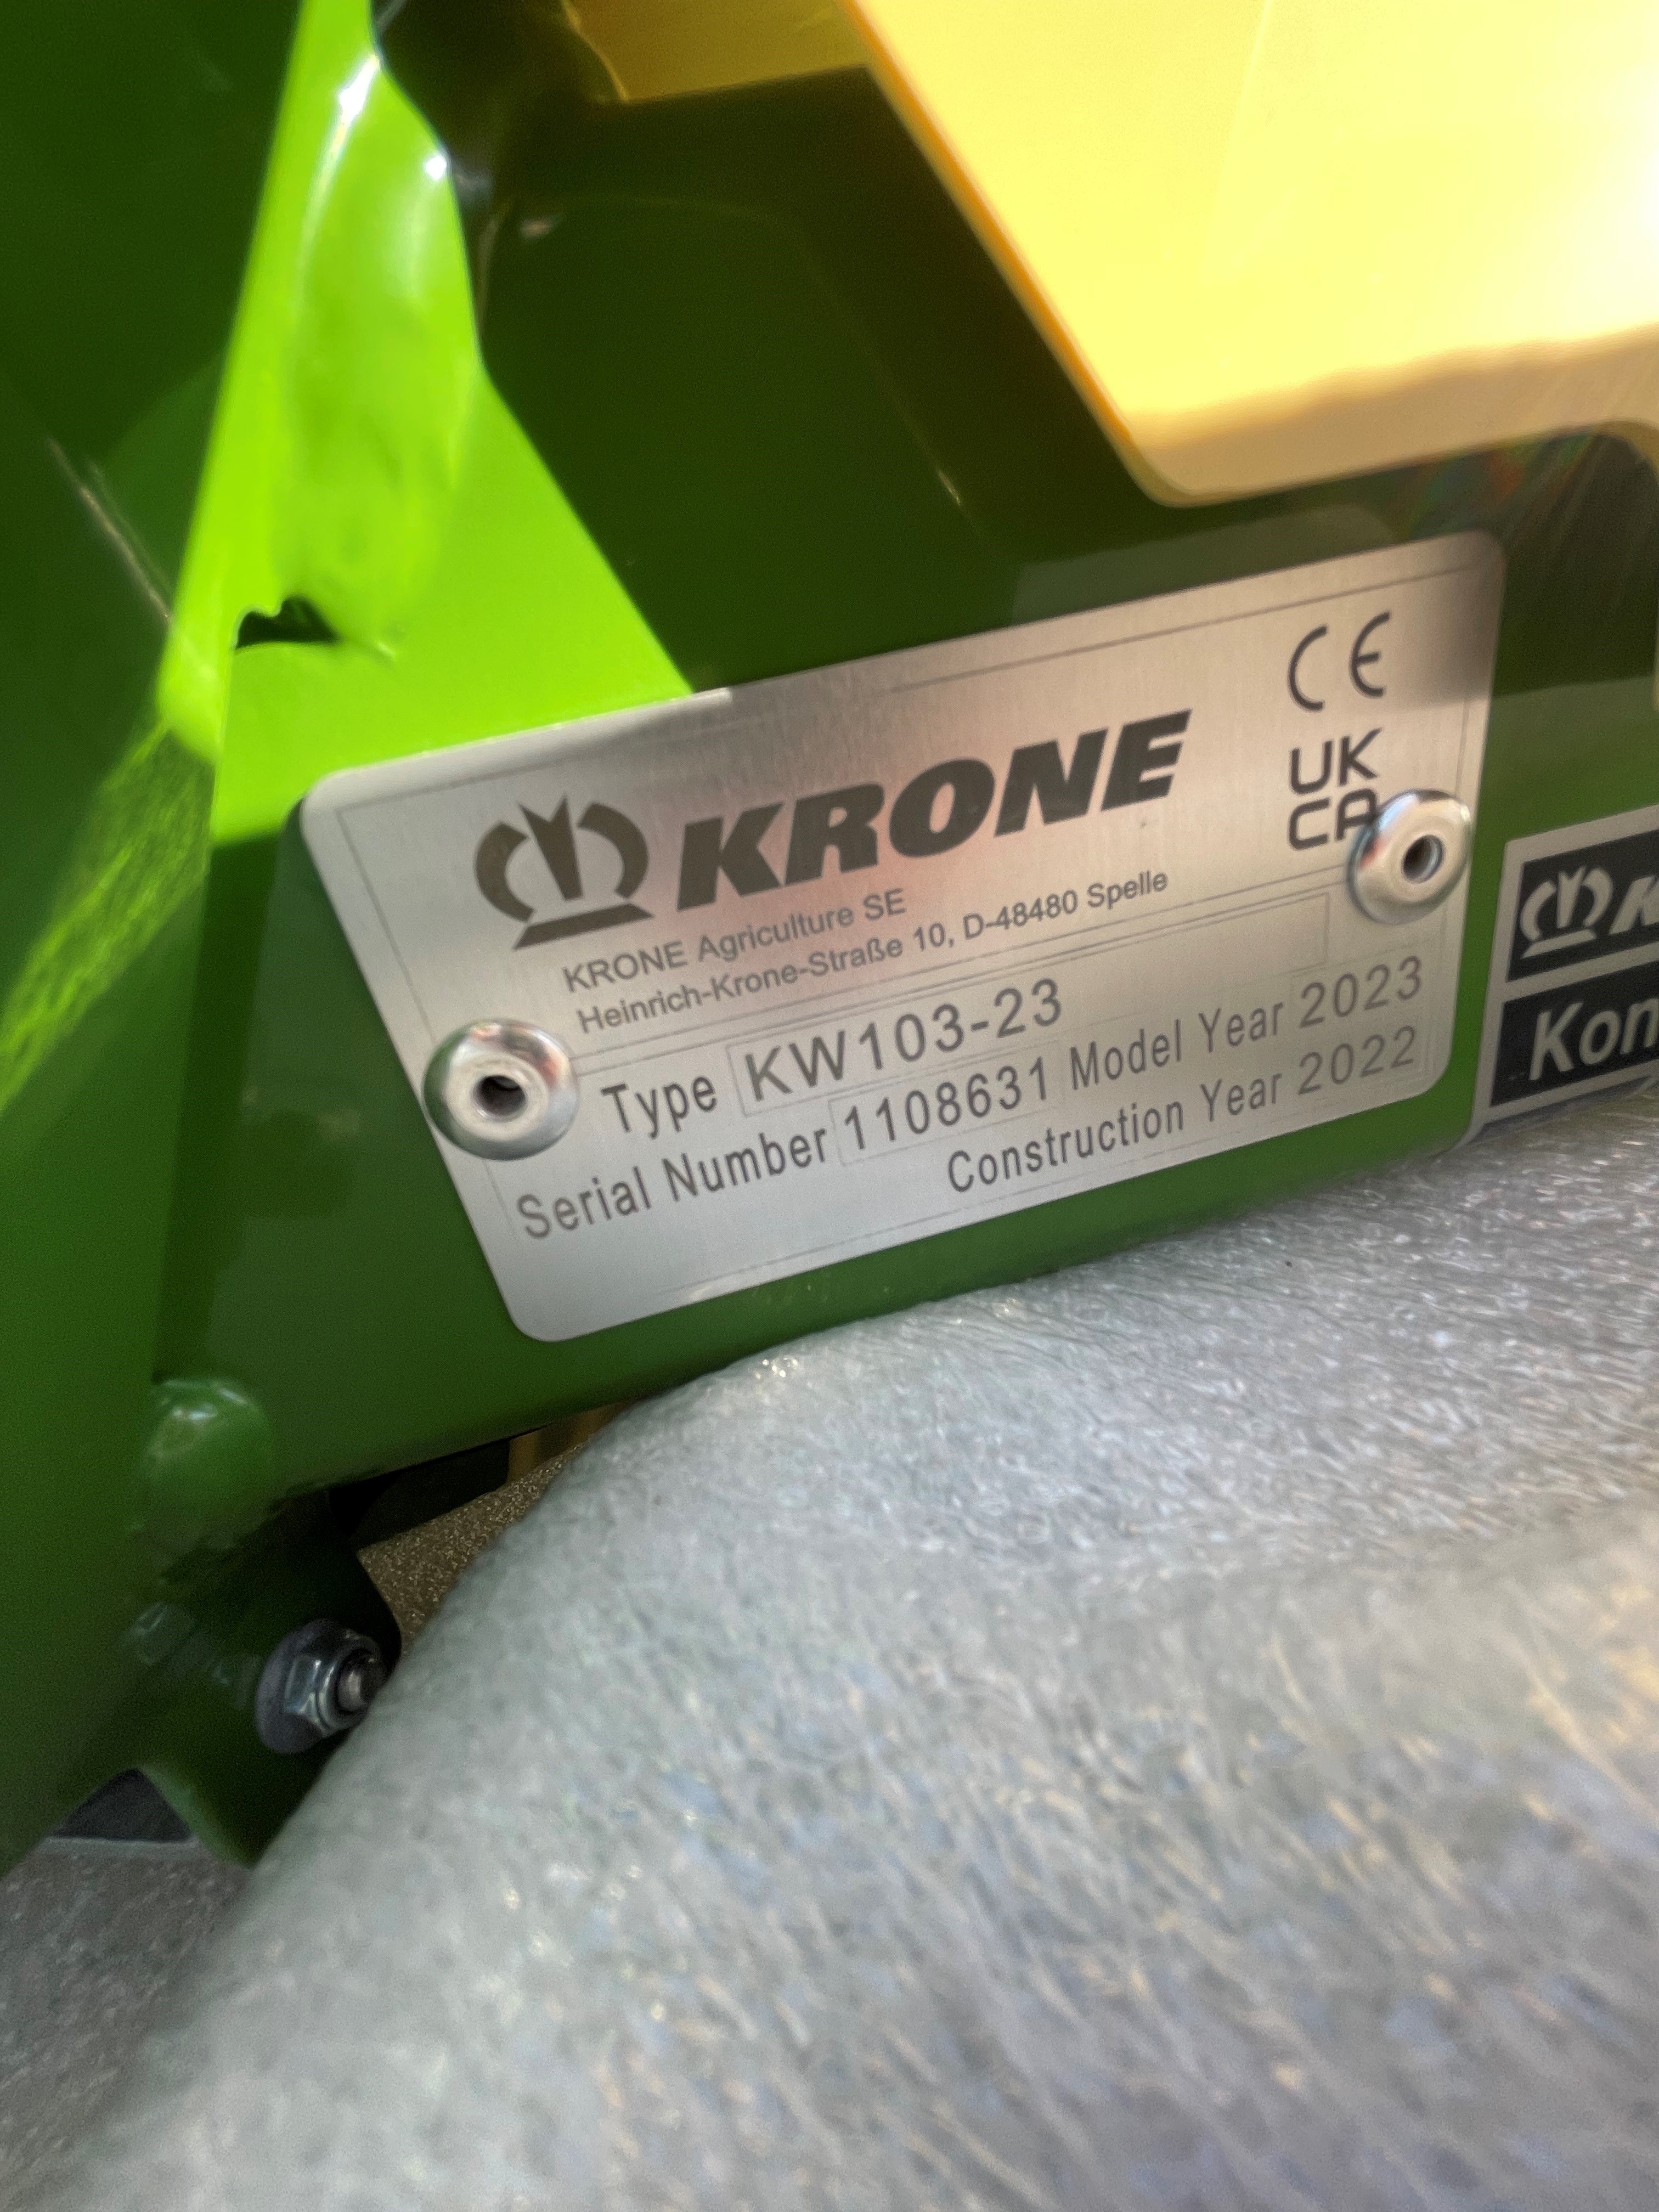 KRONE
CE
UK
CA
KRONE Agriculture SE
Heinrich-Krone-Straße 10, D-48480 Spelle
Type KW103-23
Serial Number 1108631 Model Year 2023
Construction Year 2022
K
Kon